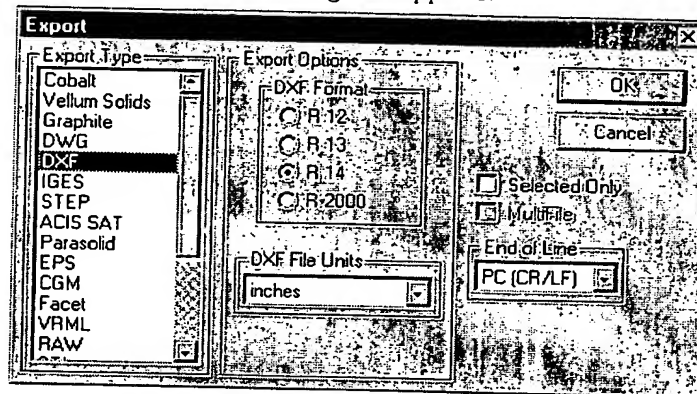 Export
Export Type
Cobalt
Vellum Solids
Graphite
DWG
DXF
IGES
STEP
ACIS SAT
Parasolid
EPS
CGM
Facet
VRML
RAW
Export Options
DXF Format
R 12
R 13
R 14
R 2000
DXF File Units
inches
OK
Cancel
Selected Only
MultiFile
End of Line
PC (CR/LF)